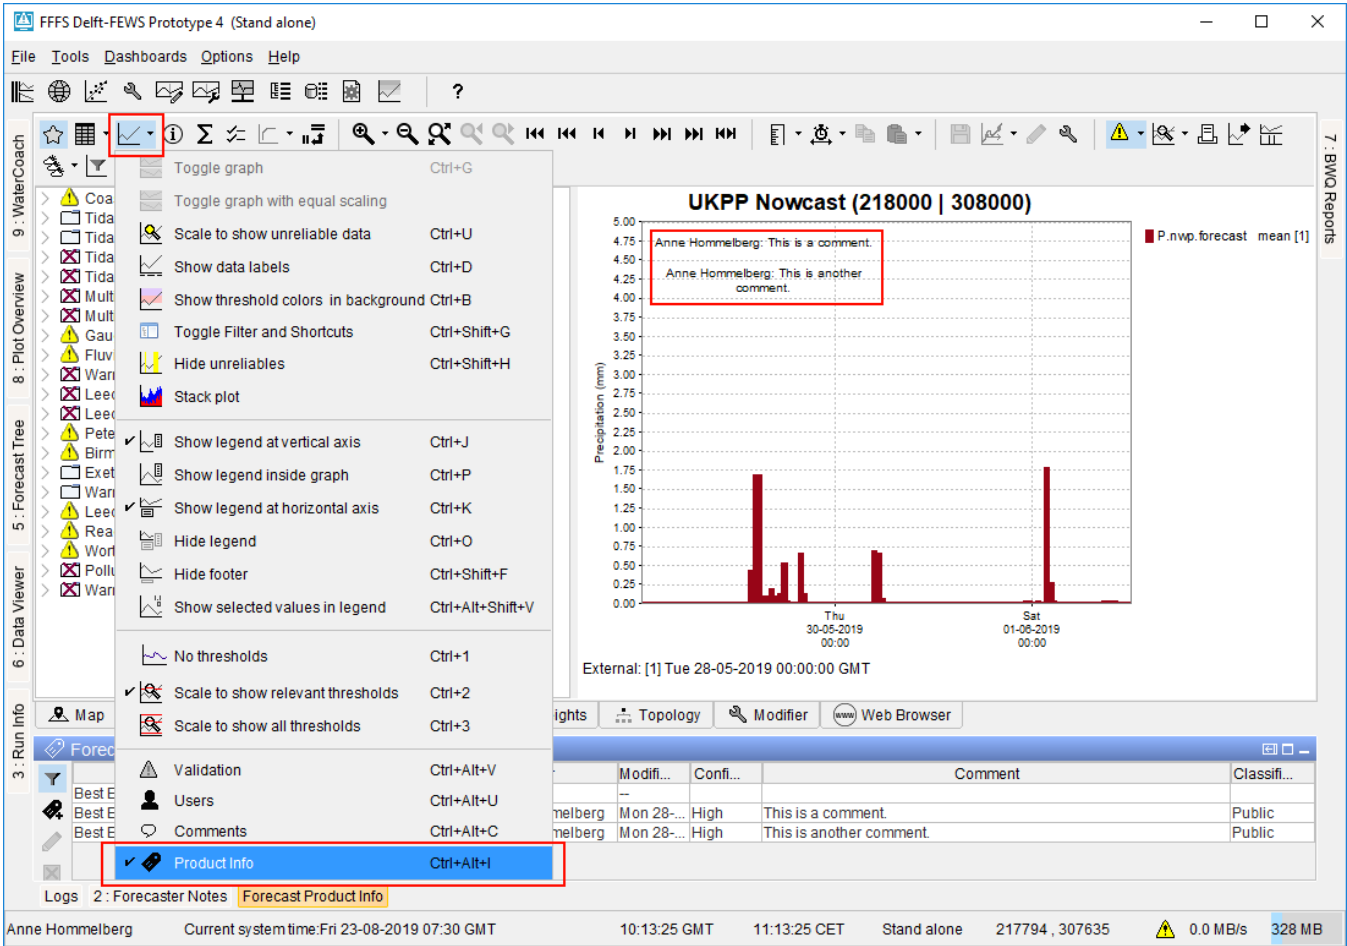 FFFS Delft-FEWS Prototype 4 (Stand alone)
File Tools Dashboards Options Help
?
Toggle graph Ctrl+G
Toggle graph with equal scaling
Scale to show unreliable data Ctrl+U
Show data labels Ctrl+D
Show threshold colors in background Ctrl+B
Toggle Filter and Shortcuts Ctrl+Shift+G
Hide unreliables Ctrl+Shift+H
Stack plot
Show legend at vertical axis Ctrl+J
Show legend inside graph Ctrl+P
Show legend at horizontal axis Ctrl+K
Hide legend Ctrl+O
Hide footer Ctrl+Shift+F
Show selected values in legend Ctrl+Alt+Shift+V
No thresholds Ctrl+1
Scale to show relevant thresholds Ctrl+2
Scale to show all thresholds Ctrl+3
Validation Ctrl+Alt+V
Users Ctrl+Alt+U
Comments Ctrl+Alt+C
Product Info Ctrl+Alt+I
9 : WaterCoach
8 : Plot Overview
5 : Forecast Tree
6 : Data Viewer
3 : Run Info
7 : BWQ Reports
Coa
Tida
Tida
Tida
Tida
Mult
Mult
Gau
Fluv
Warr
Leed
Leed
Pete
Birm
Exet
Warr
Leed
Rea
Wort
Pollu
Warr
UKPP Nowcast (218000 | 308000)
P.nwp.forecast mean [1]
Anne Hommelberg: This is a comment.
Anne Hommelberg: This is another
comment.
Precipitation (mm)
5.00
4.75
4.50
4.25
4.00
3.75
3.50
3.25
3.00
2.75
2.50
2.25
2.00
1.75
1.50
1.25
1.00
0.75
0.50
0.25
0.00
Thu
30-05-2019
00:00
Sat
01-06-2019
00:00
External: [1] Tue 28-05-2019 00:00:00 GMT
Map ights Topology Modifier www Web Browser
Forec
Modifi... Confi... Comment Classifi...
Best E --
Best E nmelberg Mon 28-... High This is a comment. Public
Best E nmelberg Mon 28-... High This is another comment. Public
Logs 2 : Forecaster Notes Forecast Product Info
Anne Hommelberg Current system time:Fri 23-08-2019 07:30 GMT 10:13:25 GMT 11:13:25 CET Stand alone 217794 , 307635 0.0 MB/s 328 MB